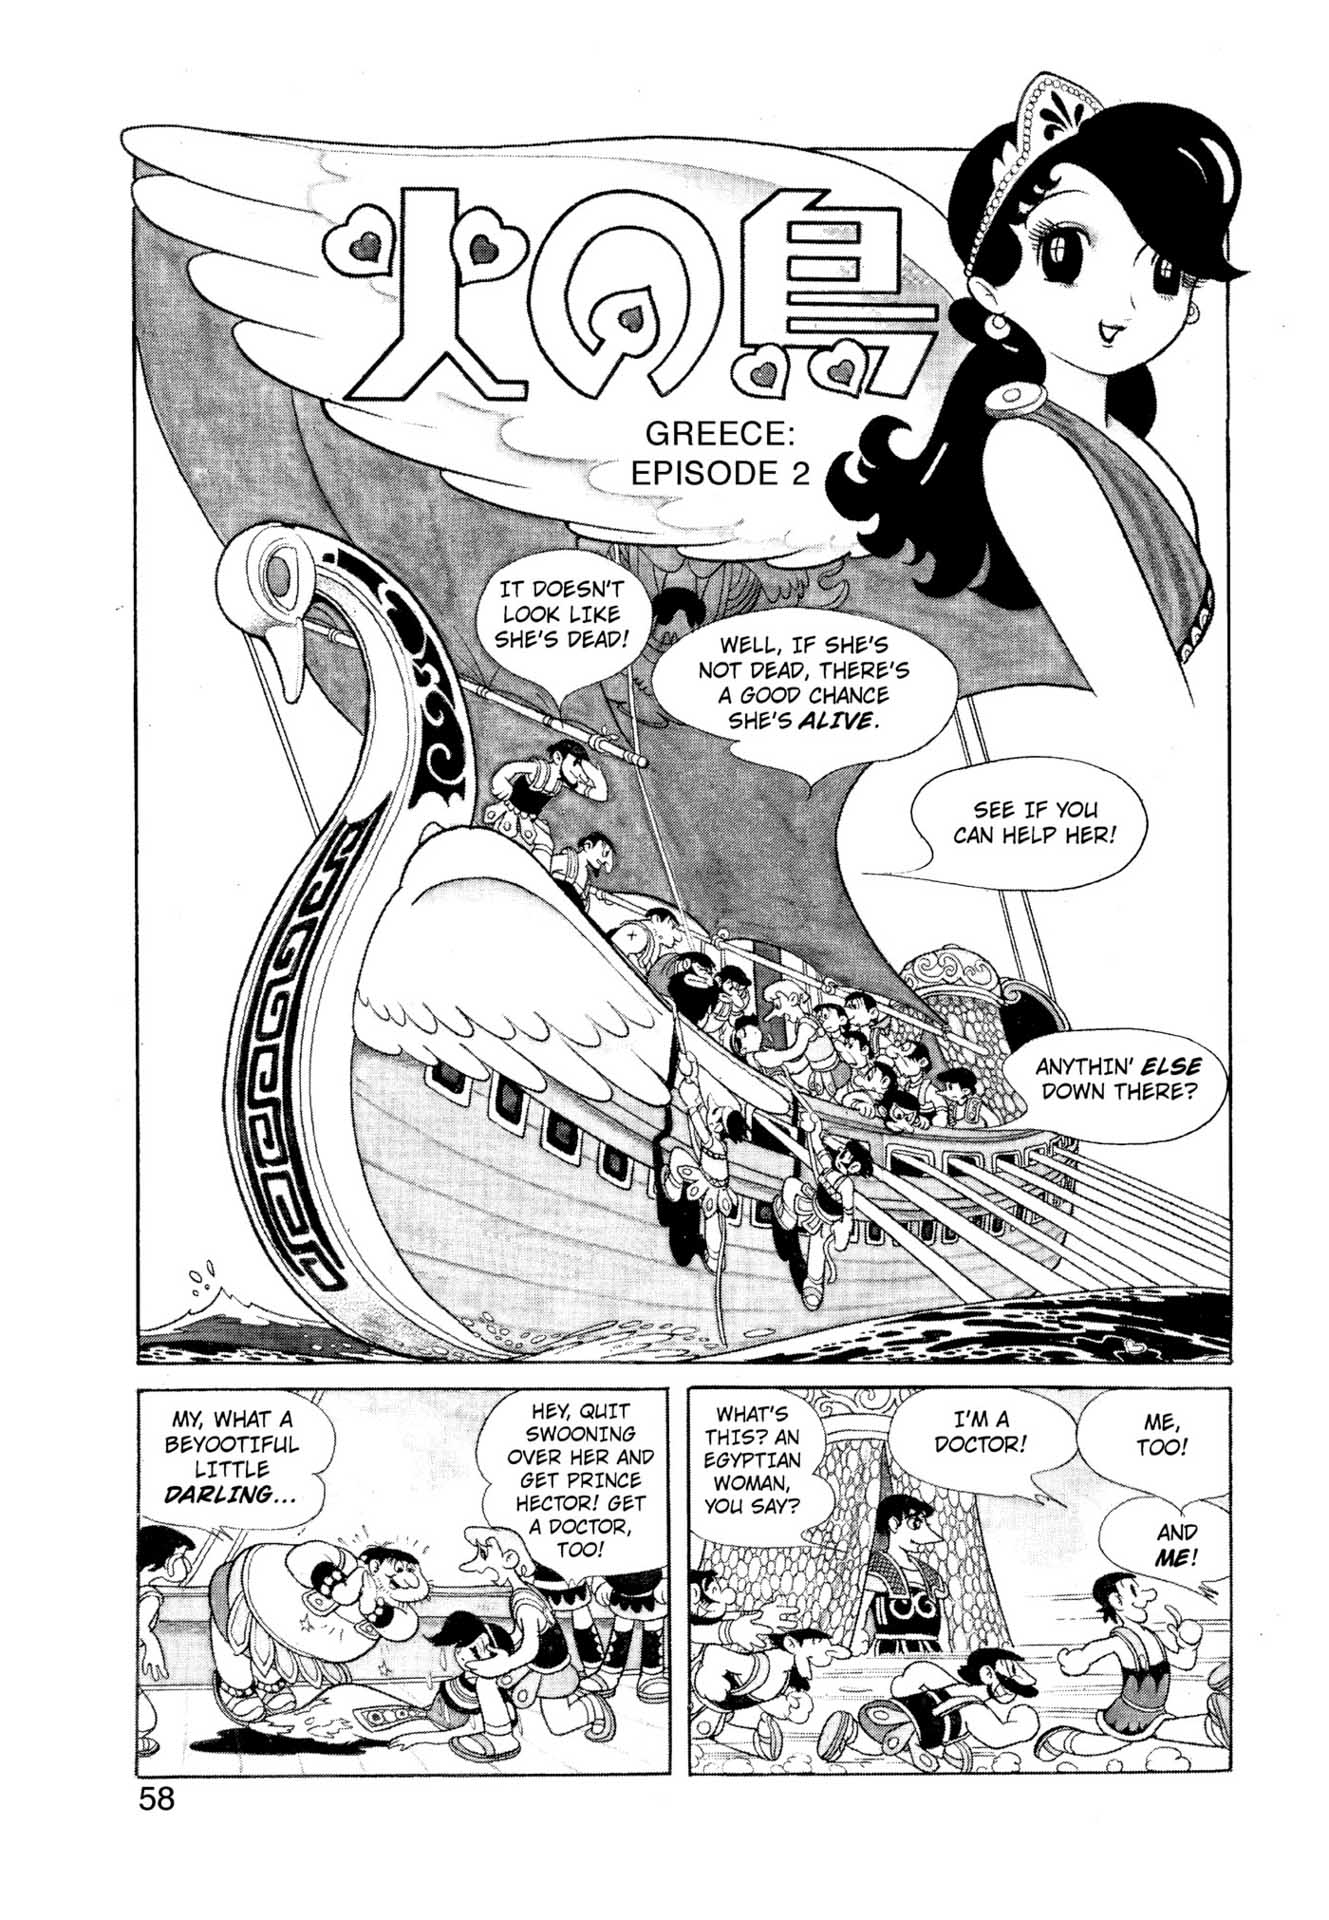 火の鳥
GREECE:
EPISODE 2
IT DOESN'T
LOOK LIKE
SHE'S DEAD!
WELL, IF SHE'S
NOT DEAD, THERE'S
A GOOD CHANCE
SHE'S ALIVE.
SEE IF YOU
CAN HELP HER!
ANYTHIN' ELSE
DOWN THERE?
MY, WHAT A
BEYOOTIFUL
LITTLE
DARLING...
HEY, QUIT
SWOONING
OVER HER AND
GET PRINCE
HECTOR! GET
A DOCTOR,
TOO!
WHAT'S
THIS? AN
EGYPTIAN
WOMAN,
YOU SAY?
I'M A
DOCTOR!
ME,
TOO!
AND
ME!
58